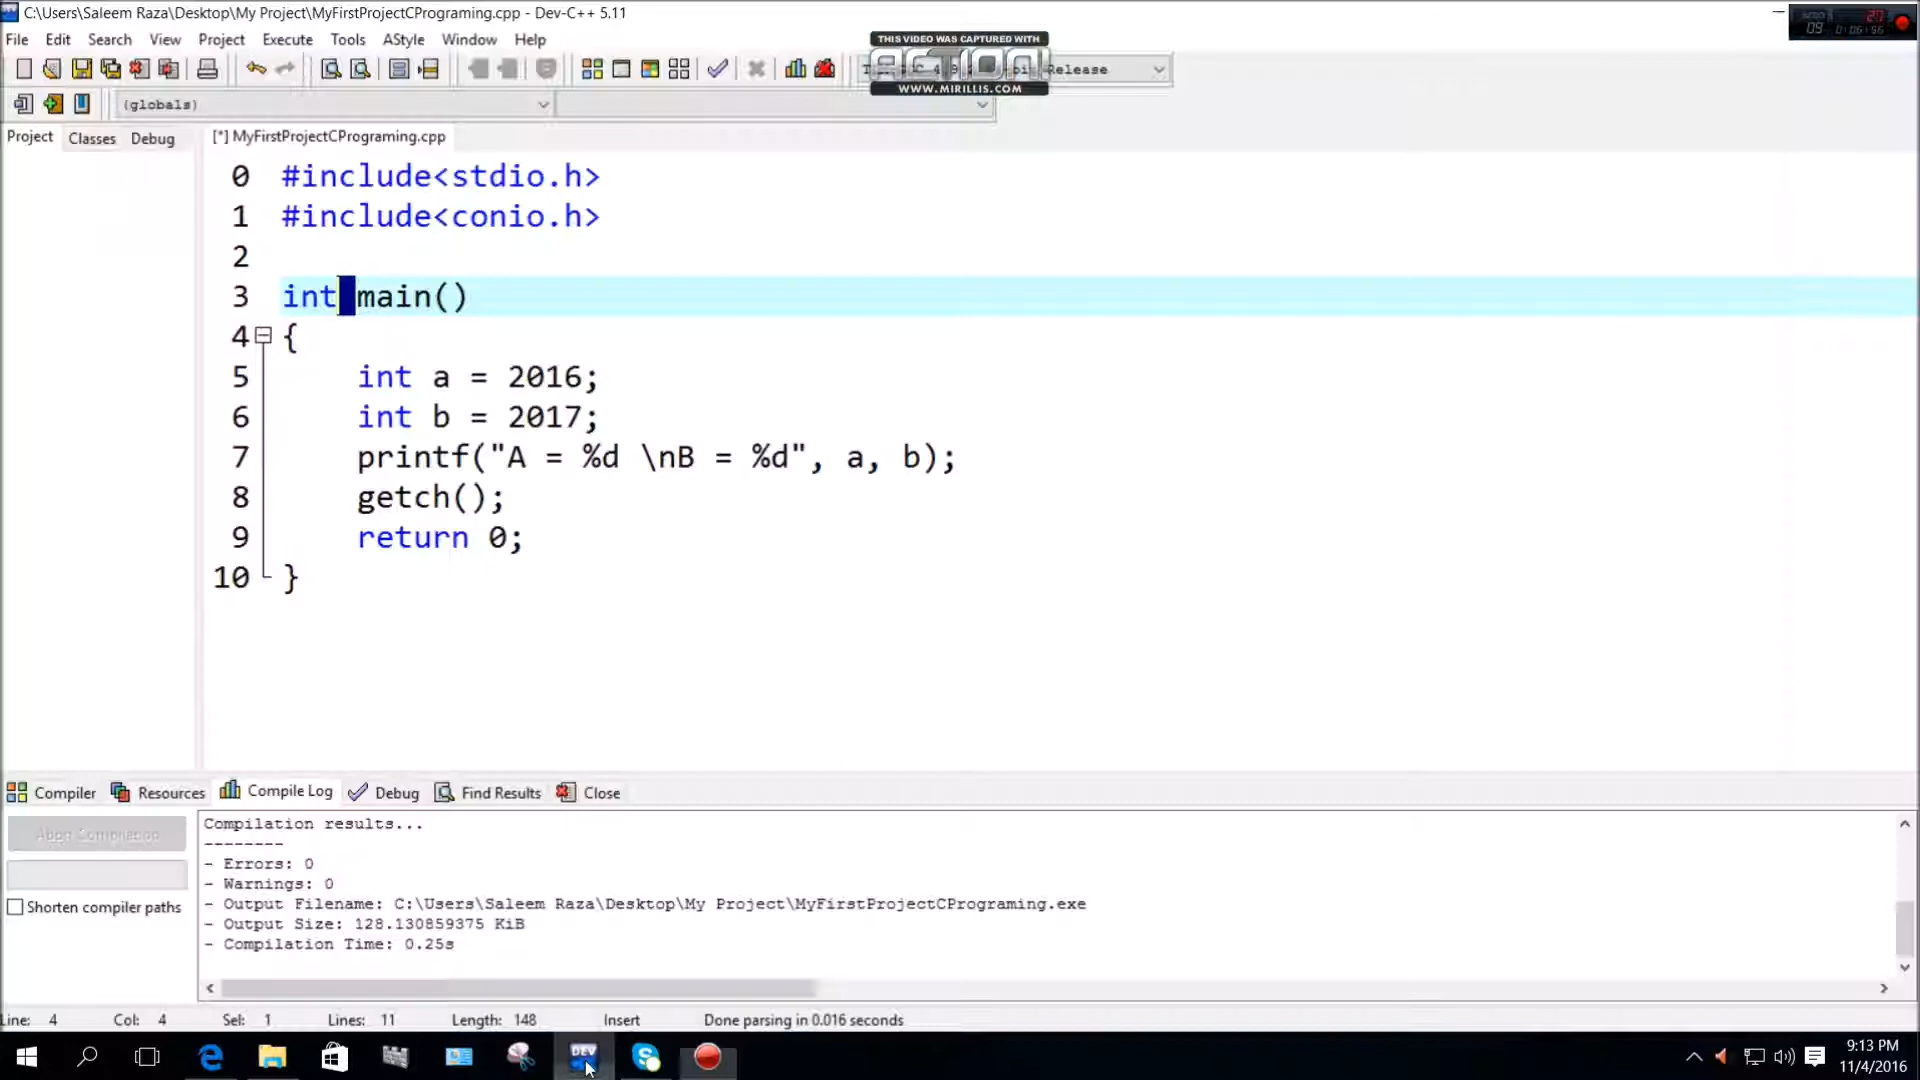 C:\Users\Saleem Raza\Desktop\My Project\MyFirstProjectCPrograming.cpp - Dev-C++ 5.11
File Edit Search View Project Execute Tools AStyle Window Help
THIS VIDEO WAS CAPTURED WITH
WWW.MIRILLIS.COM
Release
(globals)
Project Classes Debug
[*] MyFirstProjectCPrograming.cpp
0 #include<stdio.h>
1 #include<conio.h>
2
3 int main()
4 {
5 int a = 2016;
6 int b = 2017;
7 printf("A = %d \nB = %d", a, b);
8 getch();
9 return 0;
10 }
Compiler Resources Compile Log Debug Find Results Close
Abort Compilation
Shorten compiler paths
Compilation results...
--------
- Errors: 0
- Warnings: 0
- Output Filename: C:\Users\Saleem Raza\Desktop\My Project\MyFirstProjectCPrograming.exe
- Output Size: 128.130859375 KiB
- Compilation Time: 0.25s
Line: 4 Col: 4 Sel: 1 Lines: 11 Length: 148 Insert Done parsing in 0.016 seconds
DEV
9:13 PM
11/4/2016